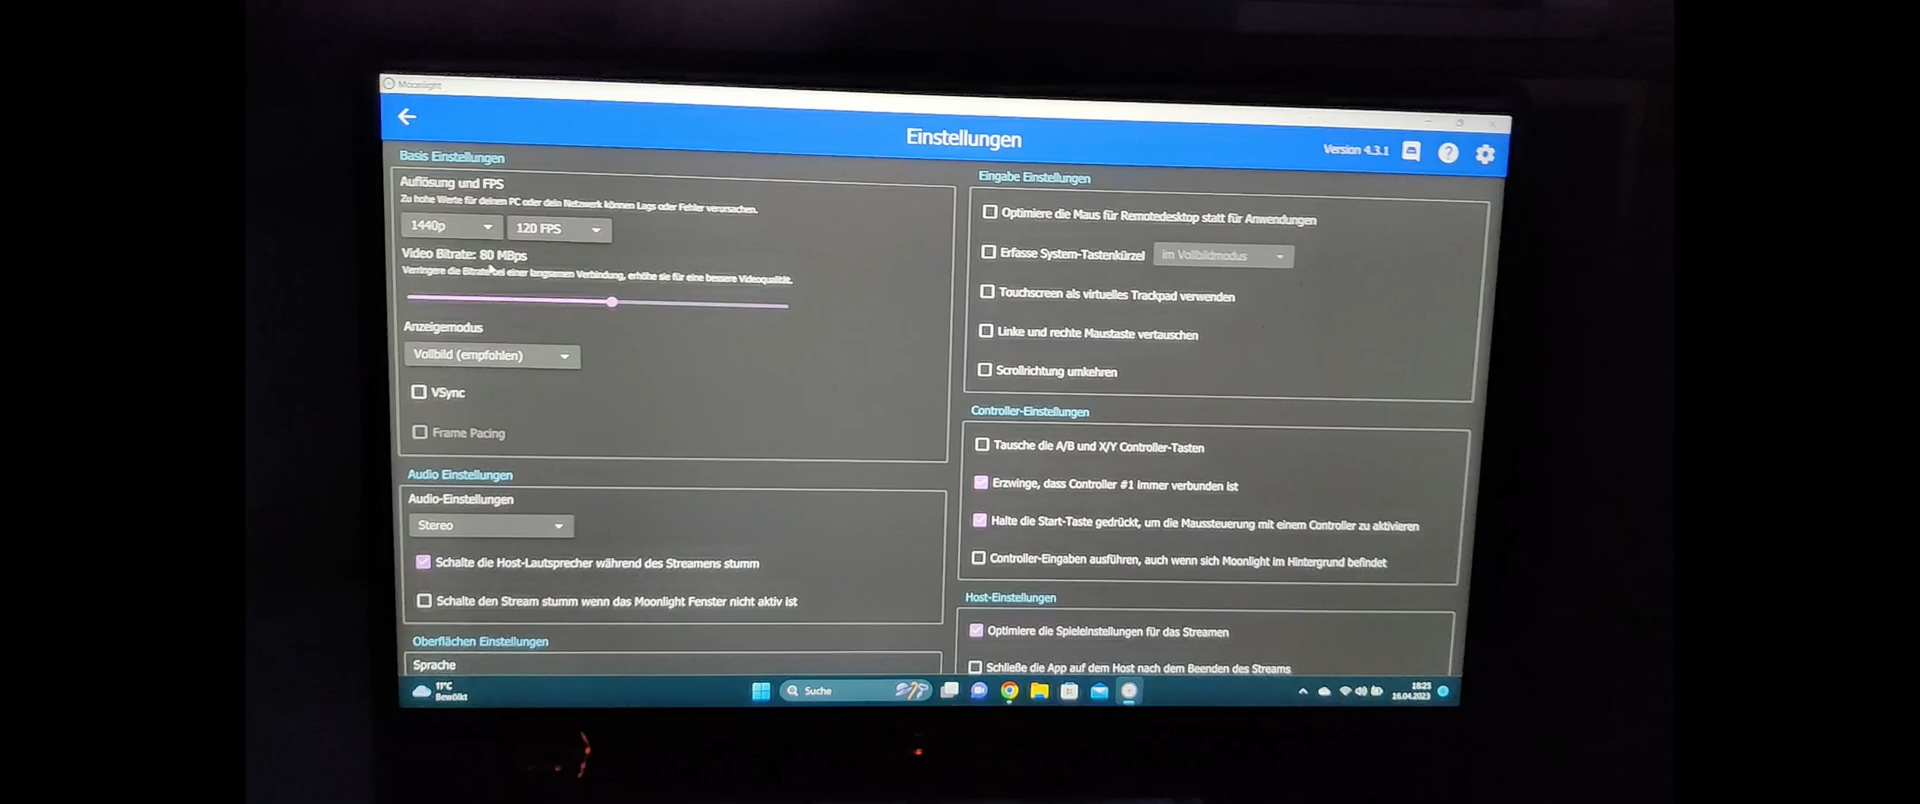 Moonlight
Einstellungen
Version 4.3.1
Basis Einstellungen
Auflösung und FPS
Zu hohe Werte für deinen PC oder dein Netzwerk können Lags oder Fehler verursachen.
1440p
120 FPS
Video Bitrate: 80 MBps
Verringere die Bitrate bei einer langsamen Verbindung, erhöhe sie für eine bessere Videoqualität.
Anzeigemodus
Vollbild (empfohlen)
VSync
Frame Pacing
Audio Einstellungen
Audio-Einstellungen
Stereo
Schalte die Host-Lautsprecher während des Streamens stumm
Schalte den Stream stumm wenn das Moonlight Fenster nicht aktiv ist
Oberflächen Einstellungen
Sprache
Eingabe Einstellungen
Optimiere die Maus für Remotedesktop statt für Anwendungen
Erfasse System-Tastenkürzel
im Vollbildmodus
Touchscreen als virtuelles Trackpad verwenden
Linke und rechte Maustaste vertauschen
Scrollrichtung umkehren
Controller-Einstellungen
Tausche die A/B und X/Y Controller-Tasten
Erzwinge, dass Controller #1 immer verbunden ist
Halte die Start-Taste gedrückt, um die Maussteuerung mit einem Controller zu aktivieren
Controller-Eingaben ausführen, auch wenn sich Moonlight im Hintergrund befindet
Host-Einstellungen
Optimiere die Spieleinstellungen für das Streamen
Schließe die App auf dem Host nach dem Beenden des Streams
11°C
Bewölkt
Suche
18:25
16.04.2023